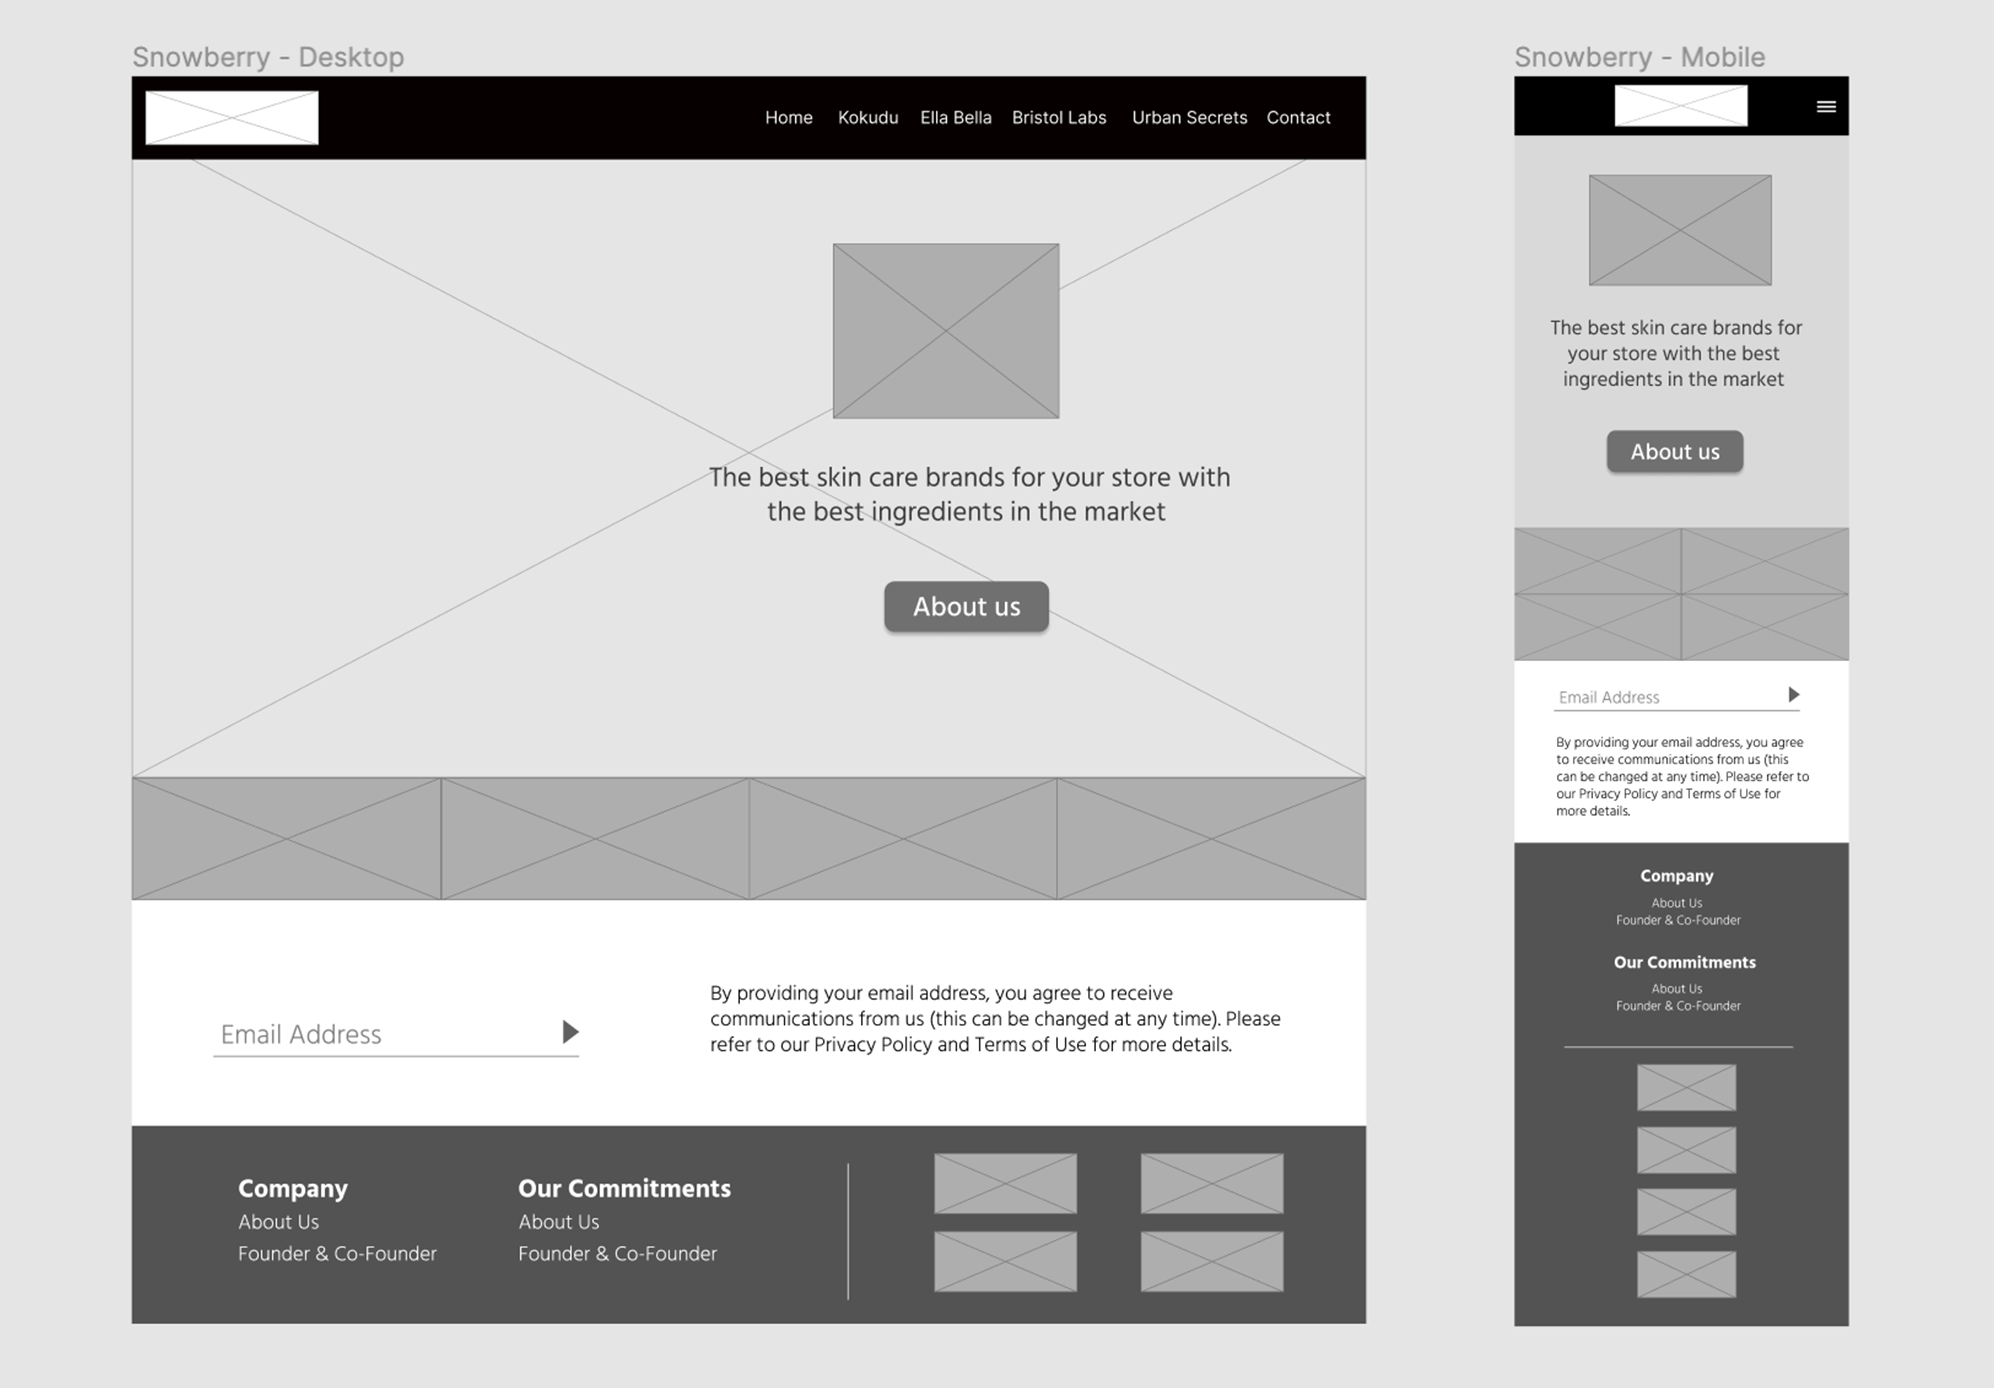 Snowberry - Desktop
Home Kokudu Ella Bella Bristol Labs Urban Secrets Contact
The best skin care brands for your store with
the best ingredients in the market
About us
Email Address
By providing your email address, you agree to receive
communications from us (this can be changed at any time). Please
refer to our Privacy Policy and Terms of Use for more details.
Company
About Us
Founder & Co-Founder
Our Commitments
About Us
Founder & Co-Founder
Snowberry - Mobile
The best skin care brands for
your store with the best
ingredients in the market
About us
Email Address
By providing your email address, you agree
to receive communications from us (this
can be changed at any time). Please refer to
our Privacy Policy and Terms of Use for
more details.
Company
About Us
Founder & Co-Founder
Our Commitments
About Us
Founder & Co-Founder